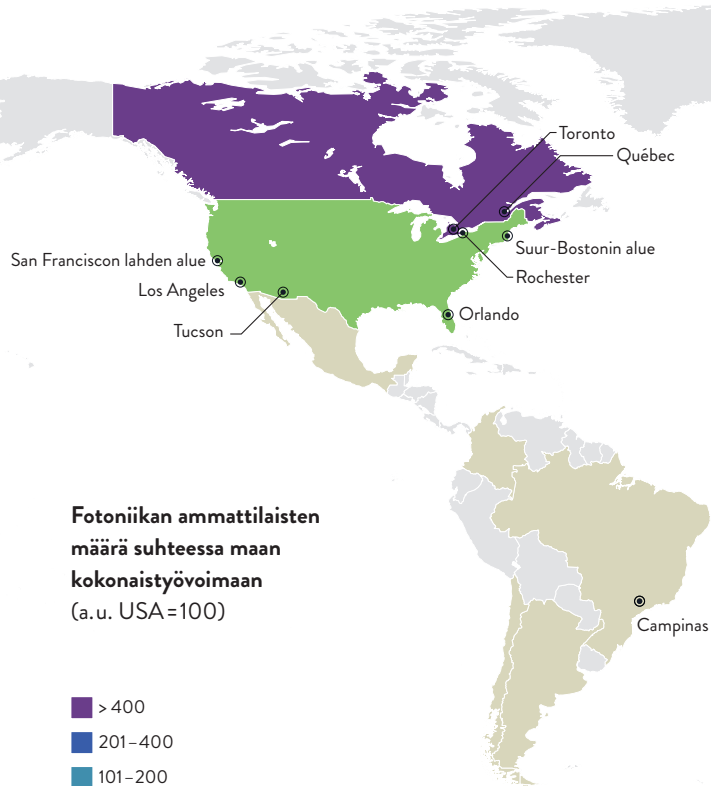 Toronto
Québec
San Franciscon lahden alue
Suur-Bostonin alue
Rochester
Los Angeles
Orlando
Tucson
Fotoniikan ammattilaisten
määrä suhteessa maan
kokonaistyövoimaan
(a.u. USA=100)
Campinas
> 400
201–400
101–200